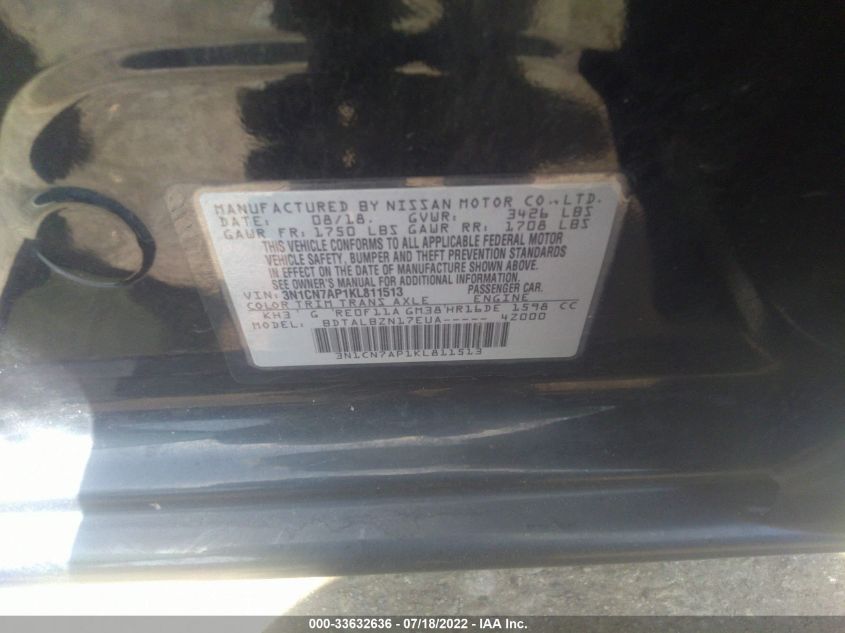 MANUFACTURED BY NISSAN MOTOR CO.,LTD.
DATE: 08/18. GVWR: 3426 LBS
GAWR FR: 1750 LBS GAWR RR: 1708 LBS
THIS VEHICLE CONFORMS TO ALL APPLICABLE FEDERAL MOTOR
VEHICLE SAFETY, BUMPER AND THEFT PREVENTION STANDARDS
IN EFFECT ON THE DATE OF MANUFACTURE SHOWN ABOVE.
SEE OWNER'S MANUAL FOR ADDITIONAL INFORMATION.
VIN: 3N1CN7AP1KL811513 PASSENGER CAR.
COLOR TRIM TRANS AXLE ENGINE
KH3 G RE0F11A GM38 HR16DE 1598 CC
MODEL: BDTALBZN17EUA----- 42000
3N1CN7AP1KL811513
000-33632636 - 07/18/2022 - IAA Inc.